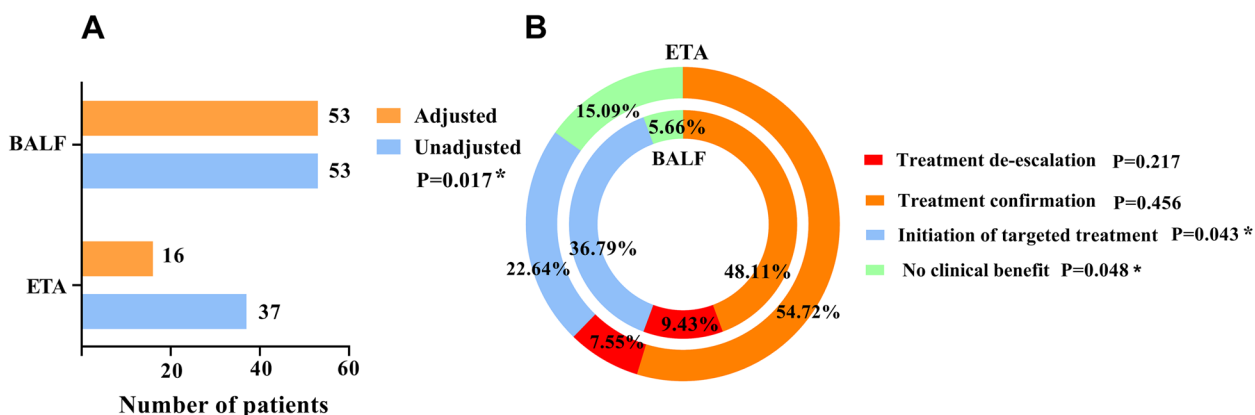 A
BALF
53
53
ETA
16
37
20
40
60
Number of patients
Adjusted
Unadjusted
P=0.017*
B
ETA
15.09%
5.66%
BALF
36.79%
22.64%
48.11%
54.72%
9.43%
7.55%
Treatment de-escalation P=0.217
Treatment confirmation P=0.456
Initiation of targeted treatment P=0.043 *
No clinical benefit P=0.048 *